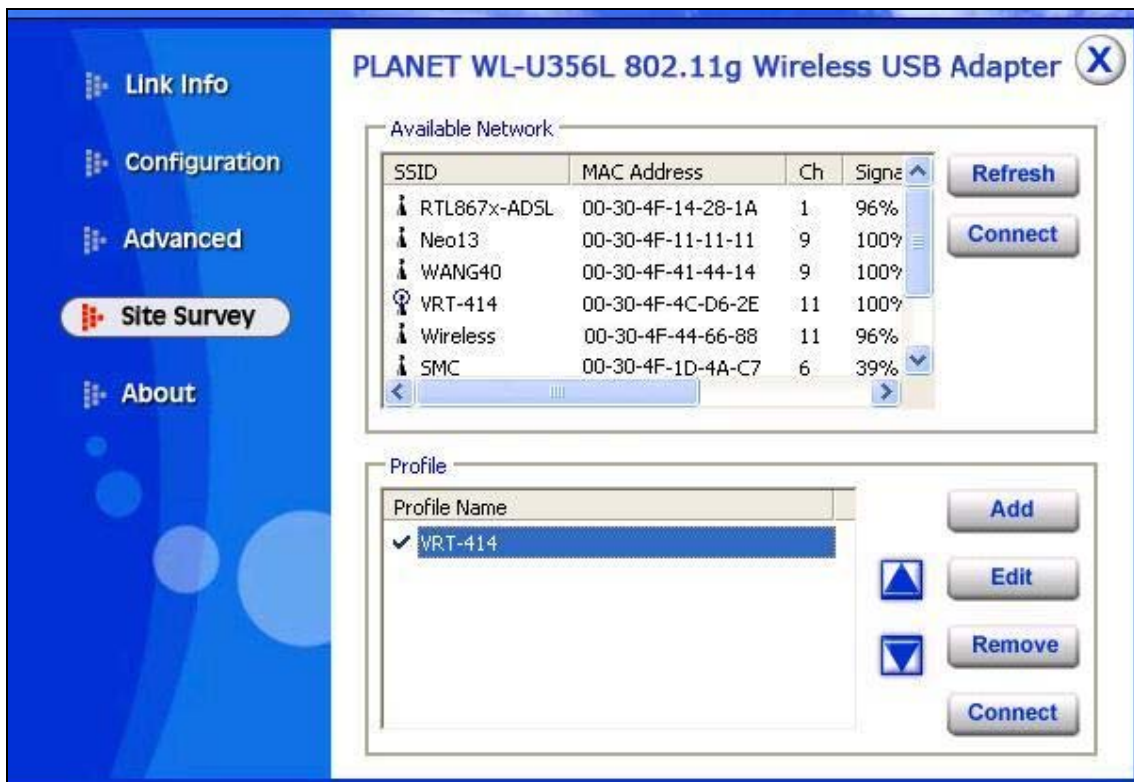 PLANET WL-U356L 802.11g Wireless USB Adapter X
Link Info
Configuration
Advanced
Site Survey
About
Available Network
SSID MAC Address Ch Signa
RTL867x-ADSL 00-30-4F-14-28-1A 1 96%
Neo13 00-30-4F-11-11-11 9 100%
WANG40 00-30-4F-41-44-14 9 100%
VRT-414 00-30-4F-4C-D6-2E 11 100%
Wireless 00-30-4F-44-66-88 11 96%
SMC 00-30-4F-1D-4A-C7 6 39%
Refresh
Connect
Profile
Profile Name
VRT-414
Add
Edit
Remove
Connect